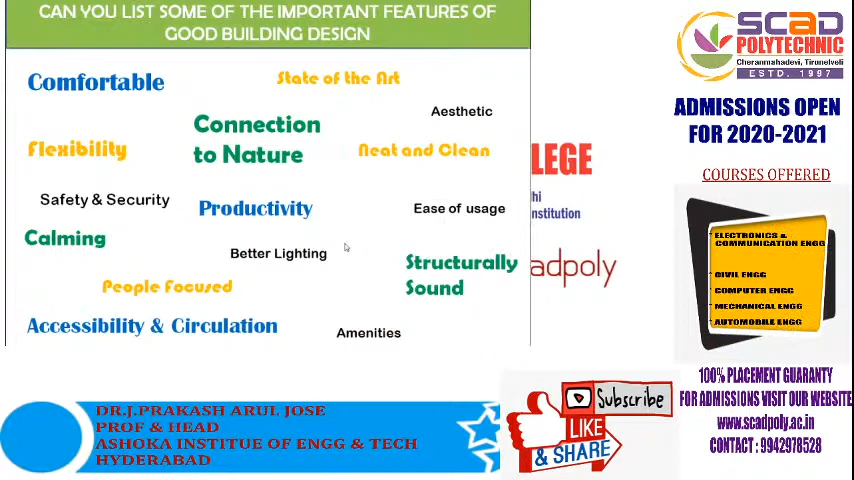 CAN YOU LIST SOME OF THE IMPORTANT FEATURES OF
GOOD BUILDING DESIGN
Comfortable
State of the Art
Aesthetic
Connection
to Nature
Flexibility
Neat and Clean
Safety & Security
Productivity
Ease of usage
Calming
Better Lighting
Structurally
Sound
People Focused
Accessibility & Circulation
Amenities
LEGE
hi
nstitution
adpoly
SCAD
POLYTECHNIC
Cheranmahadevi, Tirunelveli
ESTD. 1997
ADMISSIONS OPEN
FOR 2020-2021
COURSES OFFERED
ELECTRONICS &
COMMUNICATION ENGG
CIVIL ENGG
COMPUTER ENGG
MECHANICAL ENGG
AUTOMOBILE ENGG
100% PLACEMENT GUARANTY
FOR ADMISSIONS VISIT OUR WEBSITE
www.scadpoly.ac.in
CONTACT : 9942978528
DR.J.PRAKASH ARUL JOSE
PROF & HEAD
ASHOKA INSTITUE OF ENGG & TECH
HYDERABAD
Subscribe
LIKE
& SHARE